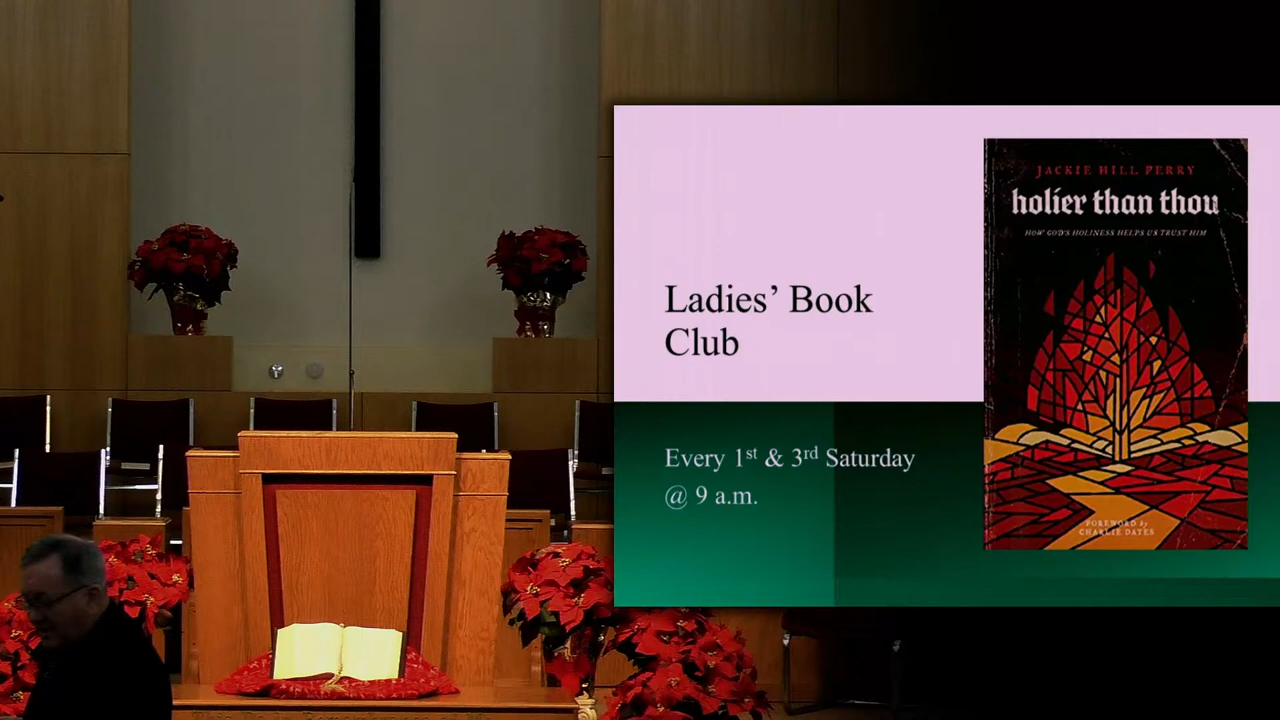 JACKIE HILL PERRY
holier than thou
HOW GOD'S HOLINESS HELPS US TRUST HIM
Ladies' Book
Club
Every 1st & 3rd Saturday
@ 9 a.m.
FOREWORD by
CHARLIE DATES